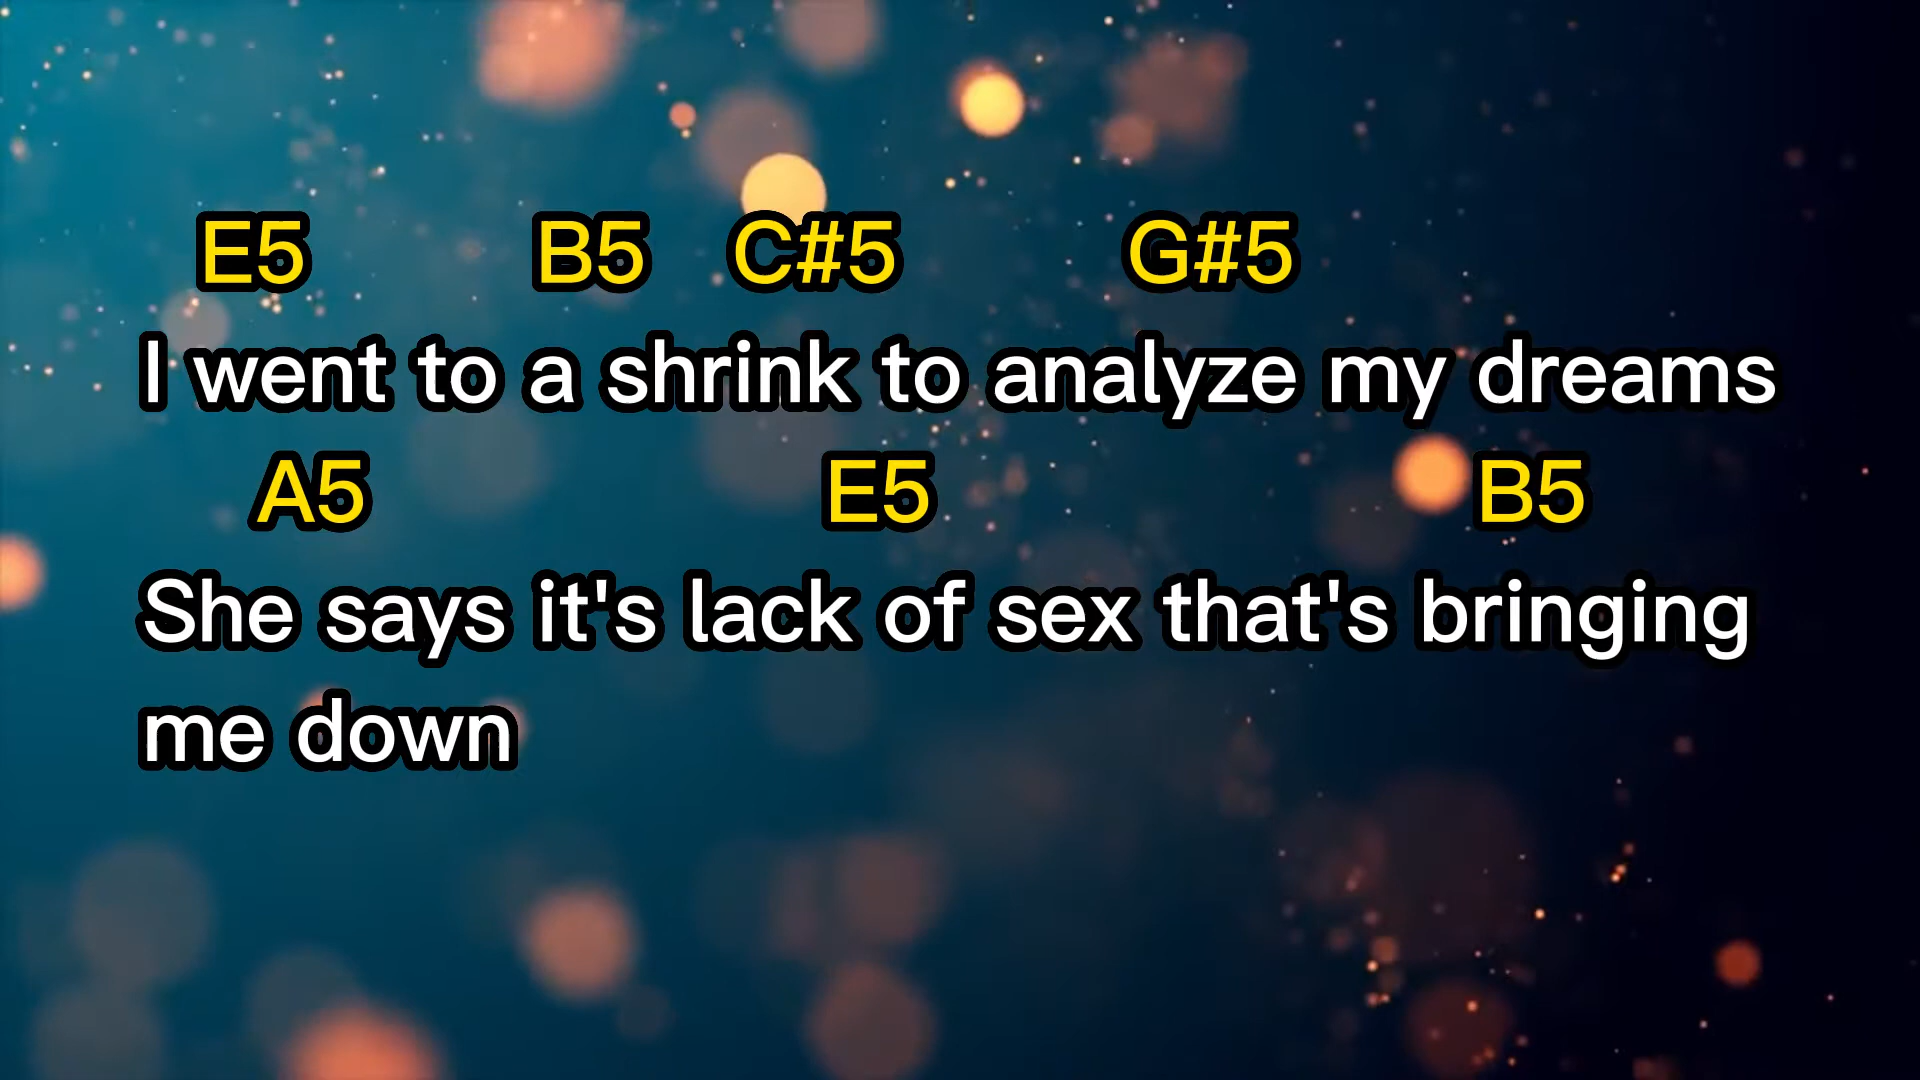 E5 B5 C#5 G#5
I went to a shrink to analyze my dreams
A5 E5 B5
She says it's lack of sex that's bringing
me down